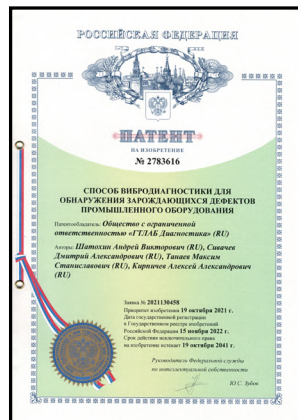 РОССИЙСКАЯ ФЕДЕРАЦИЯ
ПАТЕНТ
НА ИЗОБРЕТЕНИЕ
№ 2783616
СПОСОБ ВИБРОДИАГНОСТИКИ ДЛЯ
ОБНАРУЖЕНИЯ ЗАРОЖДАЮЩИХСЯ ДЕФЕКТОВ
ПРОМЫШЛЕННОГО ОБОРУДОВАНИЯ
Патентообладатель: Общество с ограниченной
ответственностью «ГТЛАБ Диагностика» (RU)
Авторы: Шатохин Андрей Викторович (RU), Сивачев
Дмитрий Александрович (RU), Танаев Максим
Станиславович (RU), Кирпичев Алексей Александрович
(RU)
Заявка № 2021130458
Приоритет изобретения 19 октября 2021 г.
Дата государственной регистрации
в Государственном реестре изобретений
Российской Федерации 15 ноября 2022 г.
Срок действия исключительного права
на изобретение истекает 19 октября 2041 г.
Руководитель Федеральной службы
по интеллектуальной собственности
Ю.С. Зубов